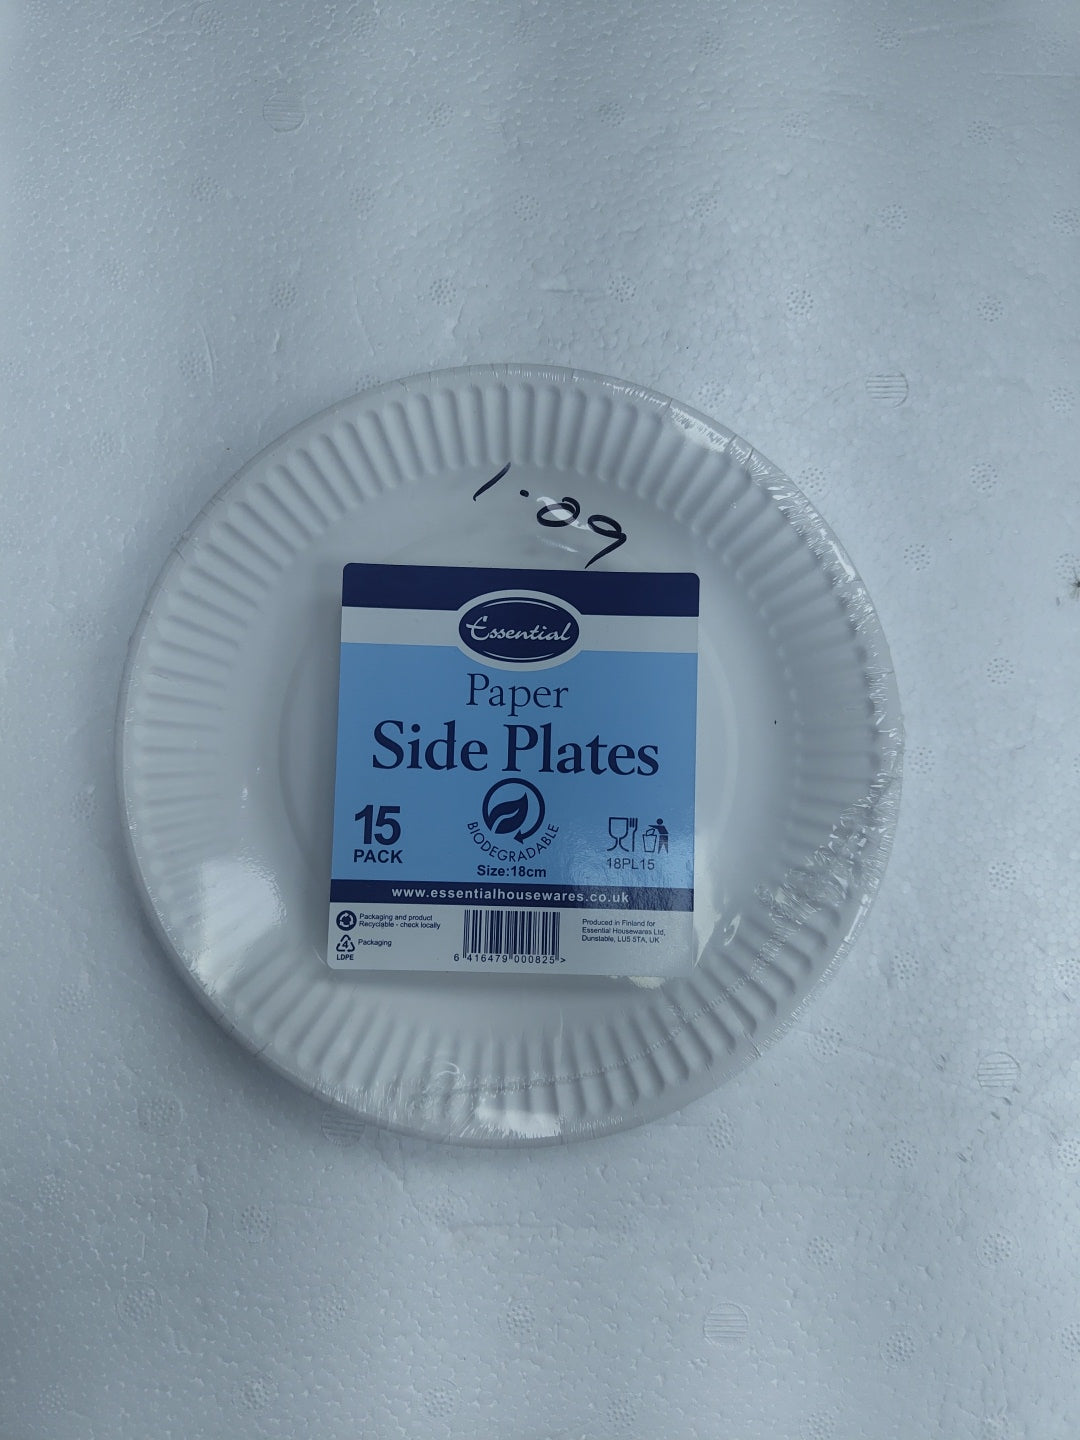 1.09
Essential
Paper
Side Plates
15
PACK
BIODEGRADABLE
Size:18cm
18PL15
www.essentialhousewares.co.uk
Packaging and product
Recyclable - check locally
4
LDPE
Packaging
6 416479 000825 >
Produced in Finland for
Essential Housewares Ltd,
Dunstable, LU5 5TA, UK